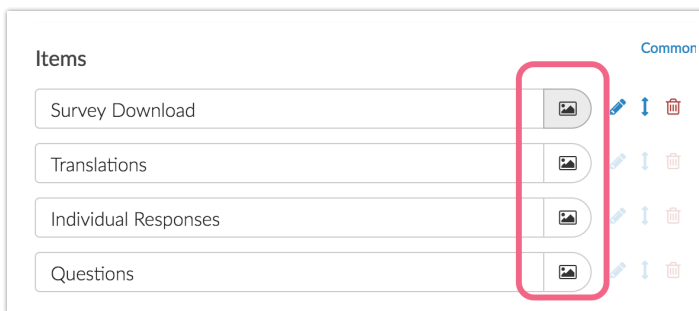 Common
Items
Survey Download
Translations
Individual Responses
Questions